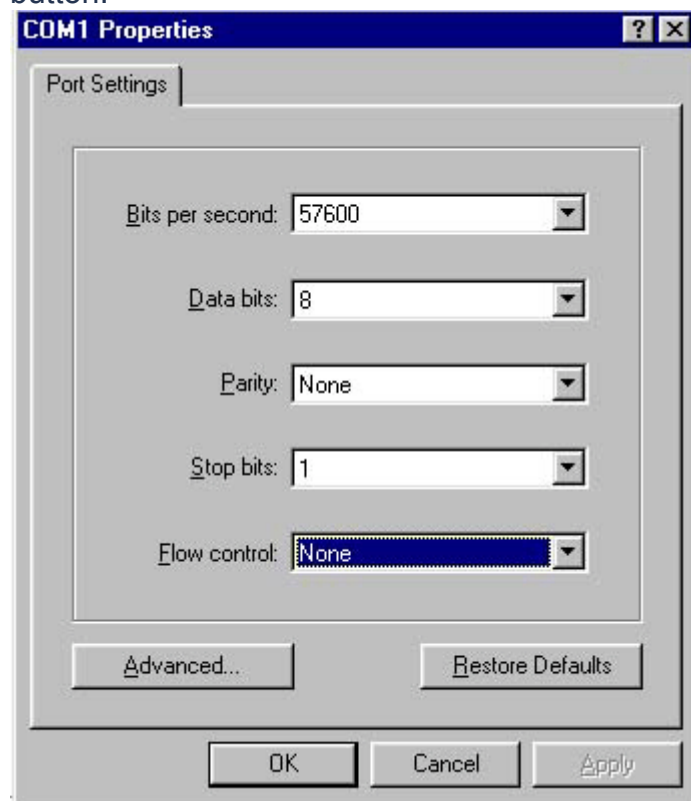 button.
COM1 Properties
Port Settings
Bits per second: 57600
Data bits: 8
Parity: None
Stop bits: 1
Flow control: None
Advanced... Restore Defaults
OK Cancel Apply